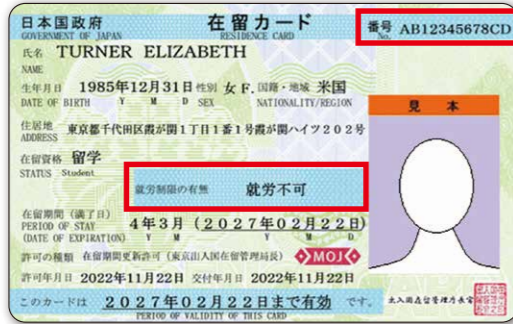 日本国政府 在留カード 番号 AB12345678CD
GOVERNMENT OF JAPAN RESIDENCE CARD No.
氏名 TURNER ELIZABETH
NAME
生年月日 1985年12月31日 性別 女 F. 国籍・地域 米国
DATE OF BIRTH Y M D SEX NATIONALITY/REGION
見本
住居地 東京都千代田区霞が関1丁目1番1号霞が関ハイツ202号
ADDRESS
在留資格 留学
STATUS Student
就労制限の有無 就労不可
在留期間(満了日) 4年3月(2027年02月22日)
PERIOD OF STAY
(DATE OF EXPIRATION) Y M Y M D
許可の種類 在留期間更新許可(東京出入国在留管理局長) MOJ
許可年月日 2022年11月22日 交付年月日 2022年11月22日
このカードは 2027年02月22日まで有効 です。
PERIOD OF VALIDITY OF THIS CARD